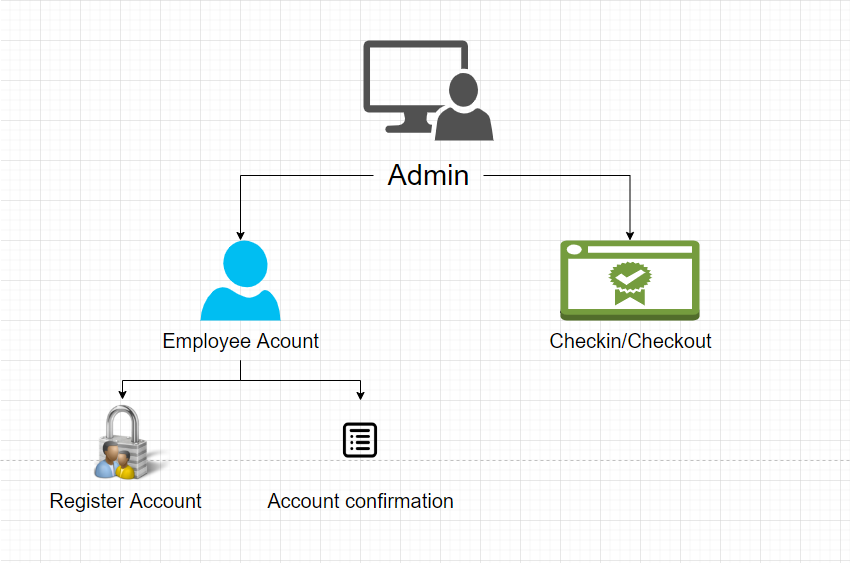 Admin
Employee Acount
Checkin/Checkout
Register Account
Account confirmation